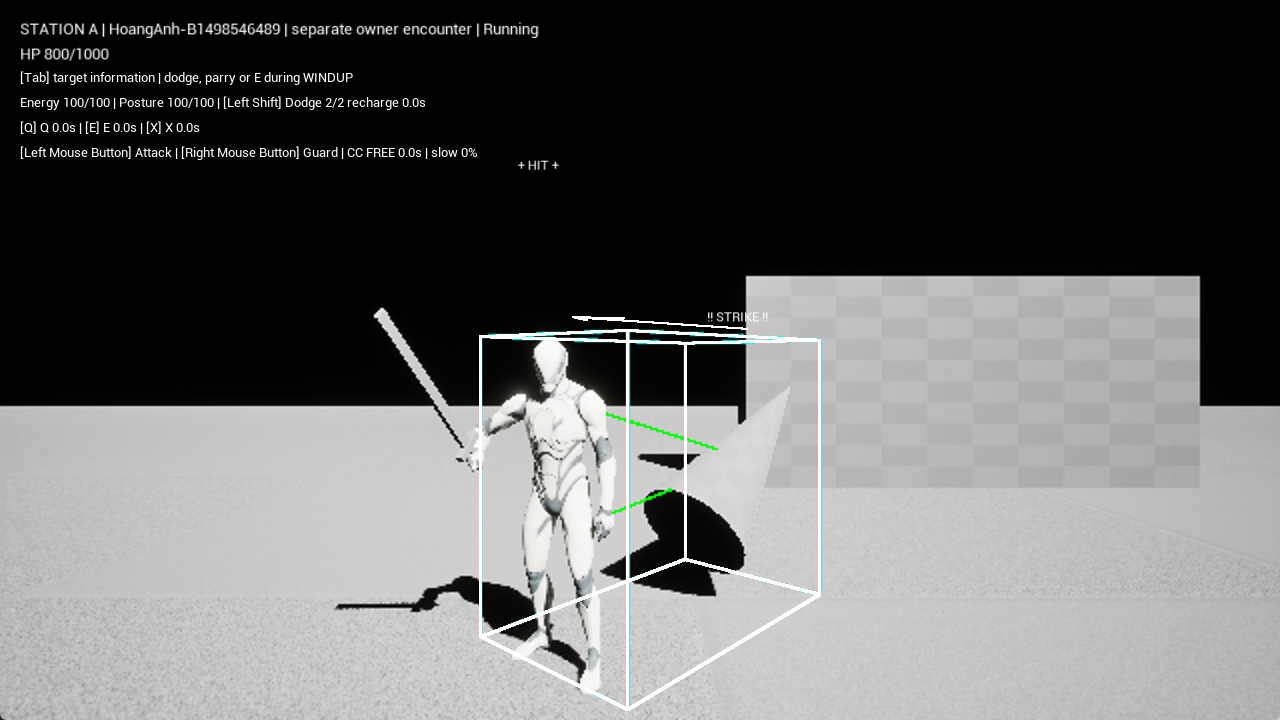 STATION A | HoangAnh-B1498546489 | separate owner encounter | Running
HP 800/1000
[Tab] target information | dodge, parry or E during WINDUP
Energy 100/100 | Posture 100/100 | [Left Shift] Dodge 2/2 recharge 0.0s
[Q] Q 0.0s | [E] E 0.0s | [X] X 0.0s
[Left Mouse Button] Attack | [Right Mouse Button] Guard | CC FREE 0.0s | slow 0%
+ HIT +
!! STRIKE !!